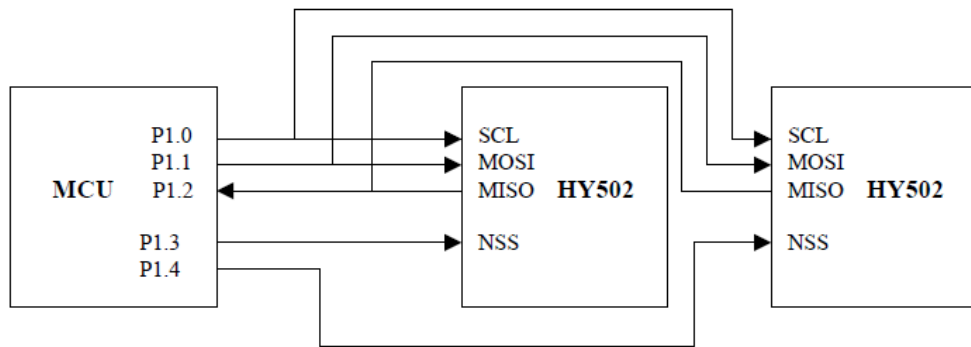 P1.0 SCL SCL
P1.1 MOSI MOSI
MCU P1.2 MISO HY502 MISO HY502
P1.3 NSS NSS
P1.4